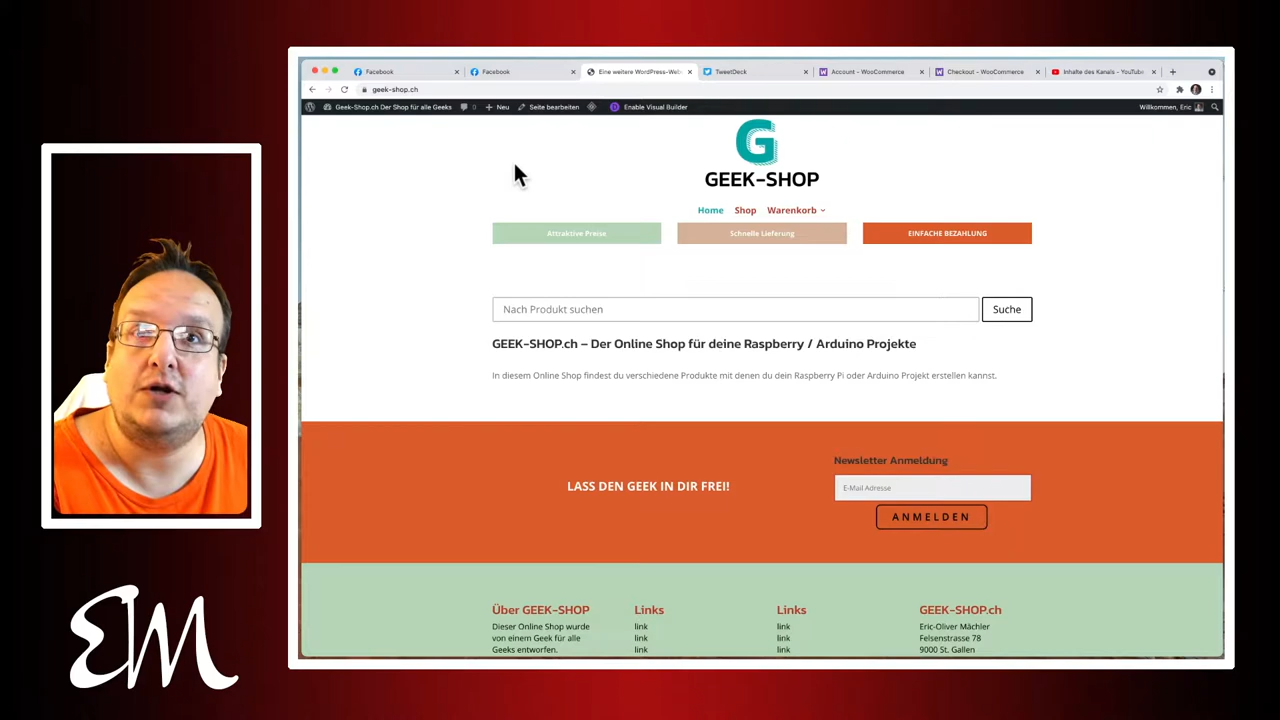 Facebook
Facebook
Eine weitere WordPress-Web
TweetDeck
Account - WooCommerce
Checkout - WooCommerce
Inhalte des Kanals - YouTube
geek-shop.ch
Geek-Shop.ch Der Shop für alle Geeks 0 Neu Seite bearbeiten Enable Visual Builder Willkommen, Eric
G
GEEK-SHOP
Home Shop Warenkorb
Attraktive Preise Schnelle Lieferung EINFACHE BEZAHLUNG
Nach Produkt suchen Suche
GEEK-SHOP.ch – Der Online Shop für deine Raspberry / Arduino Projekte
In diesem Online Shop findest du verschiedene Produkte mit denen du dein Raspberry Pi oder Arduino Projekt erstellen kannst.
Newsletter Anmeldung
LASS DEN GEEK IN DIR FREI!
E-Mail Adresse
ANMELDEN
Über GEEK-SHOP
Dieser Online Shop wurde
von einem Geek für alle
Geeks entworfen.
Links
link
link
link
Links
link
link
link
GEEK-SHOP.ch
Eric-Oliver Mächler
Felsenstrasse 78
9000 St. Gallen
EM